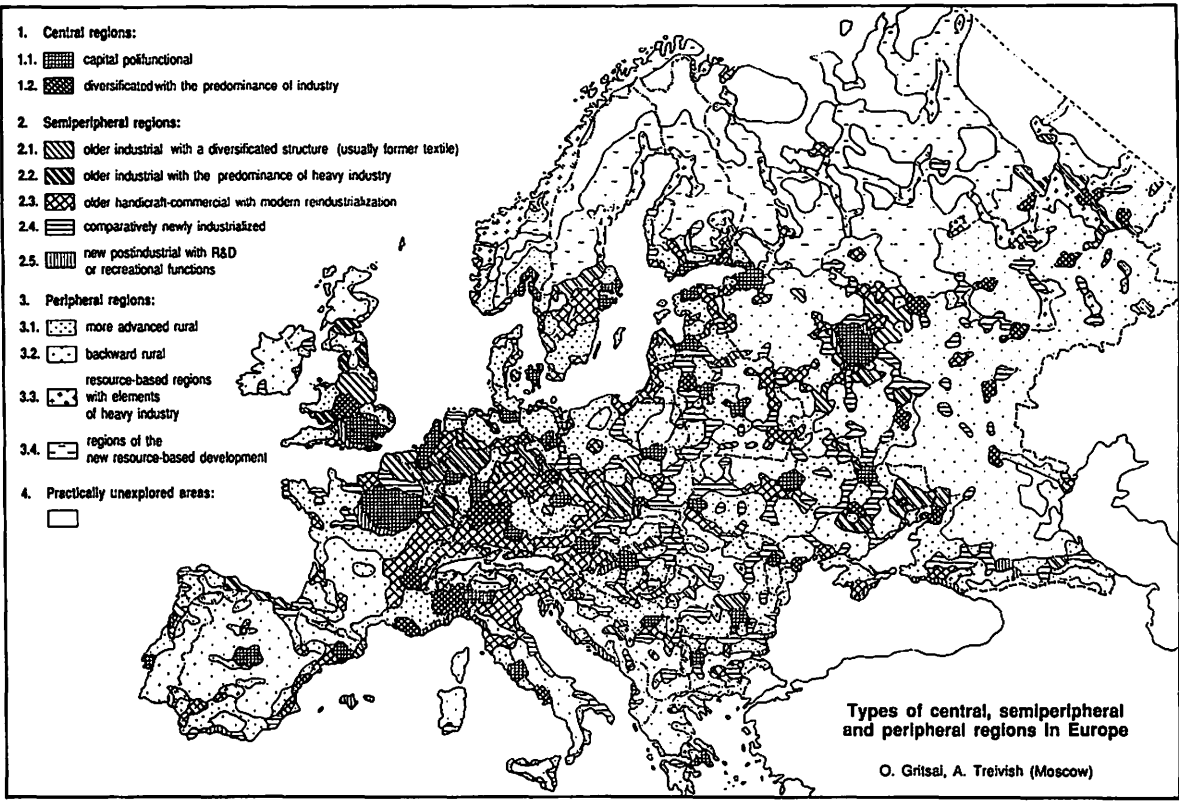 1. Central regions:
1.1. capital polifunctional
1.2. diversificated with the predominance of industry
2. Semiperipheral regions:
2.1. older industrial with a diversificated structure (usually former textile)
2.2. older industrial with the predominance of heavy industry
2.3. older handicraft-commercial with modern reindustrialization
2.4. comparatively newly industrialized
2.5. new postindustrial with R&D
or recreational functions
3. Peripheral regions:
3.1. more advanced rural
3.2. backward rural
3.3. resource-based regions
with elements
of heavy industry
3.4. regions of the
new resource-based development
4. Practically unexplored areas:
Types of central, semiperipheral
and peripheral regions in Europe
O. Gritsai, A. Treivish (Moscow)